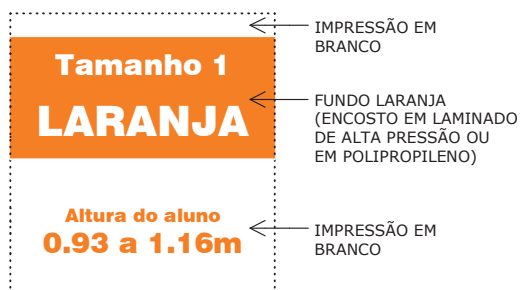 IMPRESSÃO EM
BRANCO
Tamanho 1
LARANJA
FUNDO LARANJA
(ENCOSTO EM LAMINADO
DE ALTA PRESSÃO OU
EM POLIPROPILENO)
Altura do aluno
0.93 a 1.16m
IMPRESSÃO EM
BRANCO